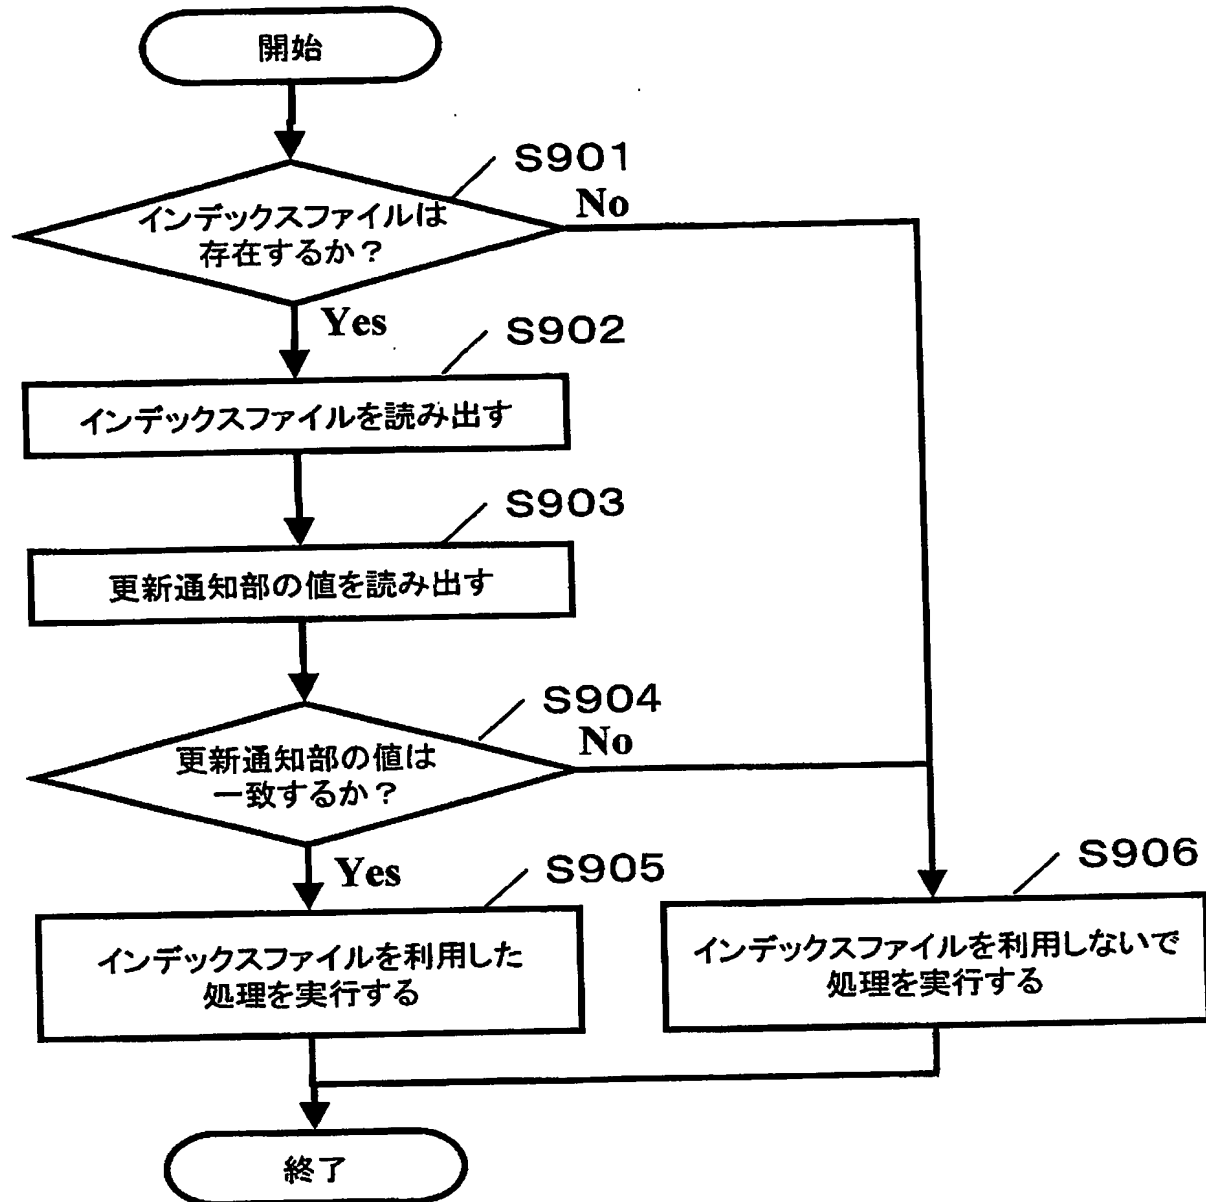 開始
S901
インデックスファイルは
存在するか？
No
Yes
S902
インデックスファイルを読み出す
S903
更新通知部の値を読み出す
S904
更新通知部の値は
一致するか？
No
Yes
S905
インデックスファイルを利用した
処理を実行する
S906
インデックスファイルを利用しないで
処理を実行する
終了